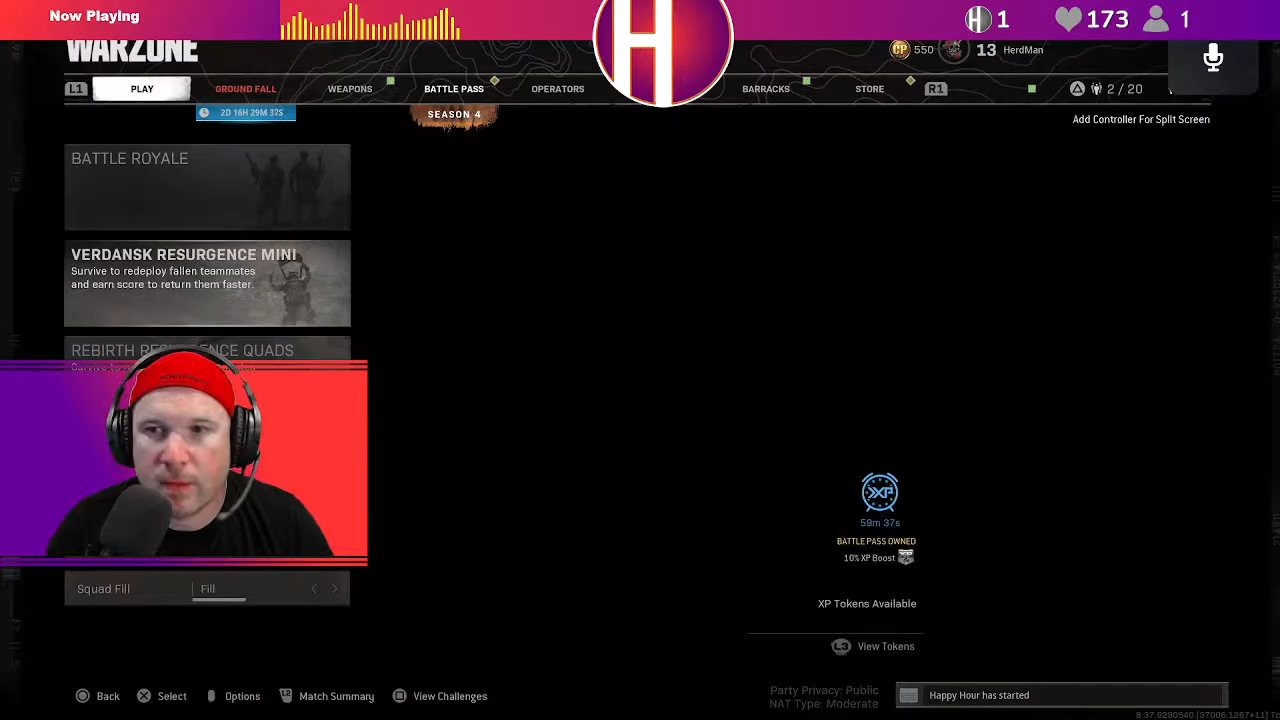 Now Playing
H
H 1
173
1
WARZONE
CP 550
13 HerdMan
L1
PLAY
GROUND FALL
WEAPONS
BATTLE PASS
OPERATORS
BARRACKS
STORE
R1
2 / 20
2D 16H 29M 37S
SEASON 4
Add Controller For Split Screen
BATTLE ROYALE
VERDANSK RESURGENCE MINI
Survive to redeploy fallen teammates
and earn score to return them faster.
REBIRTH RESURGENCE QUADS
2XP
59m 37s
BATTLE PASS OWNED
10% XP Boost XP
XP Tokens Available
L3 View Tokens
Squad Fill
Fill
Back
Select
Options
Match Summary
View Challenges
Party Privacy: Public
NAT Type: Moderate
Happy Hour has started